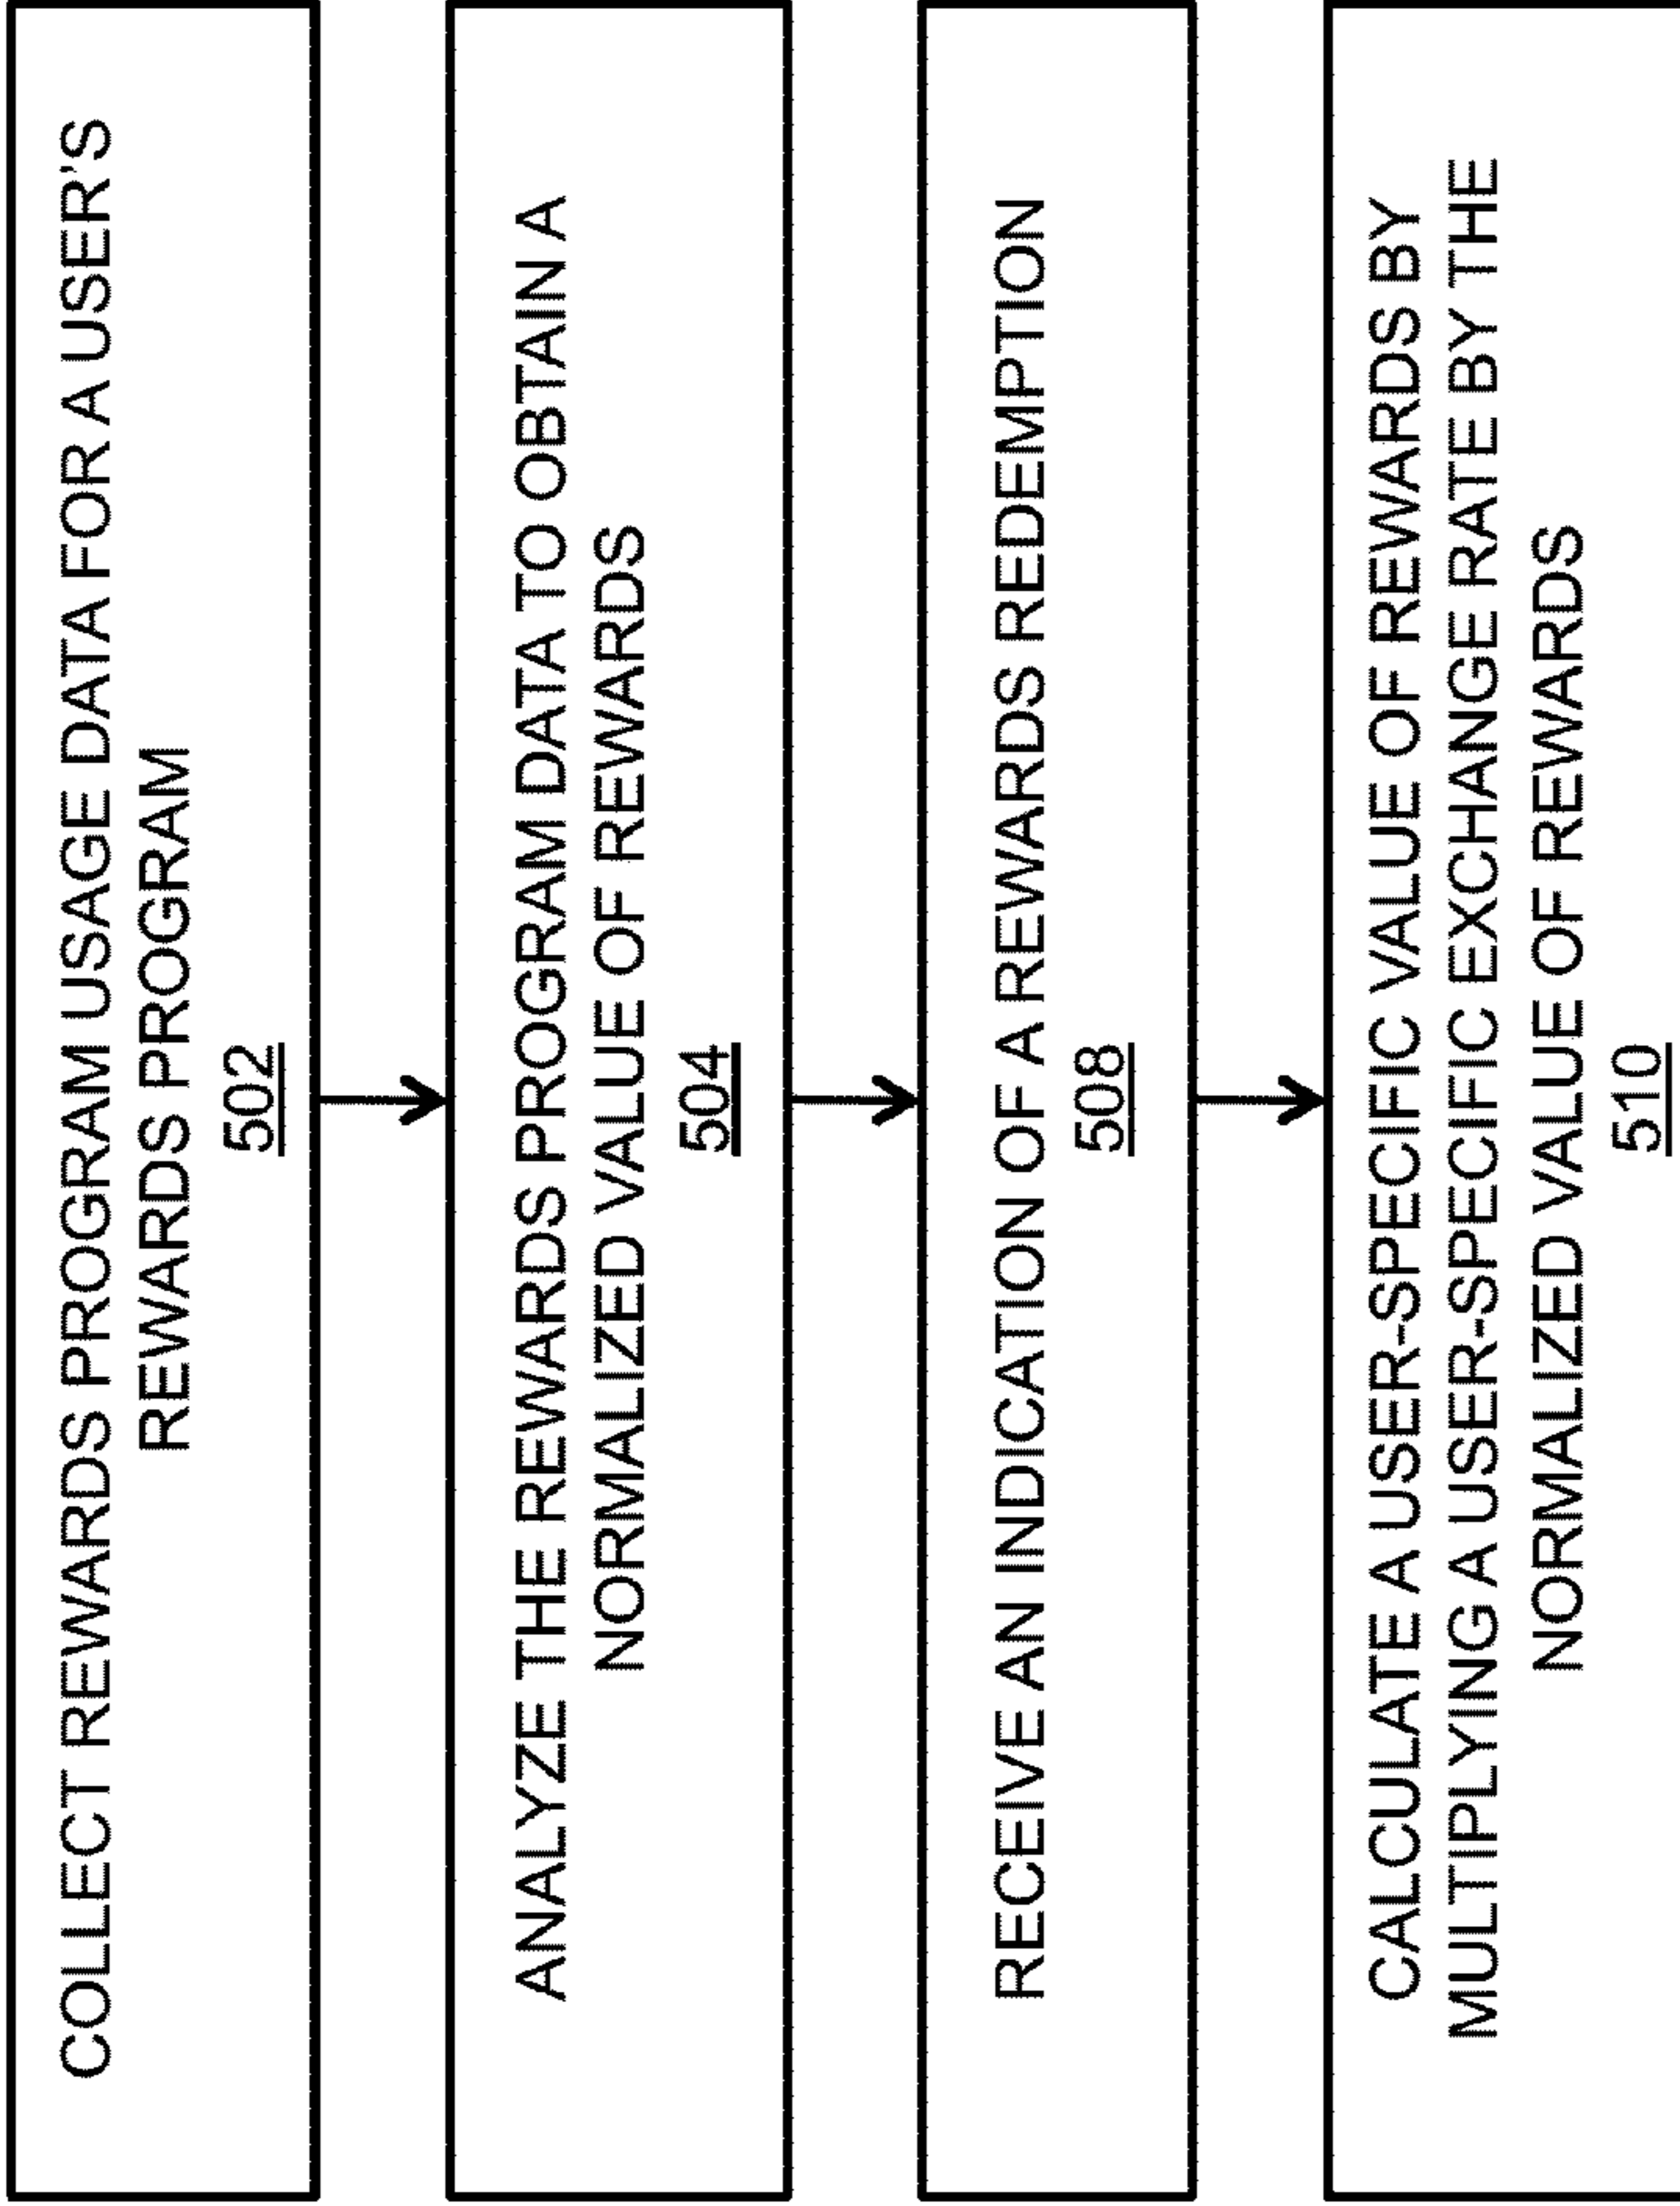 COLLECT REWARDS PROGRAM USAGE DATA FOR A USER'S
REWARDS PROGRAM
502
ANALYZE THE REWARDS PROGRAM DATA TO OBTAIN A
NORMALIZED VALUE OF REWARDS
504
RECEIVE AN INDICATION OF A REWARDS REDEMPTION
508
CALCULATE A USER-SPECIFIC VALUE OF REWARDS BY
MULTIPLYING A USER-SPECIFIC EXCHANGE RATE BY THE
NORMALIZED VALUE OF REWARDS
510